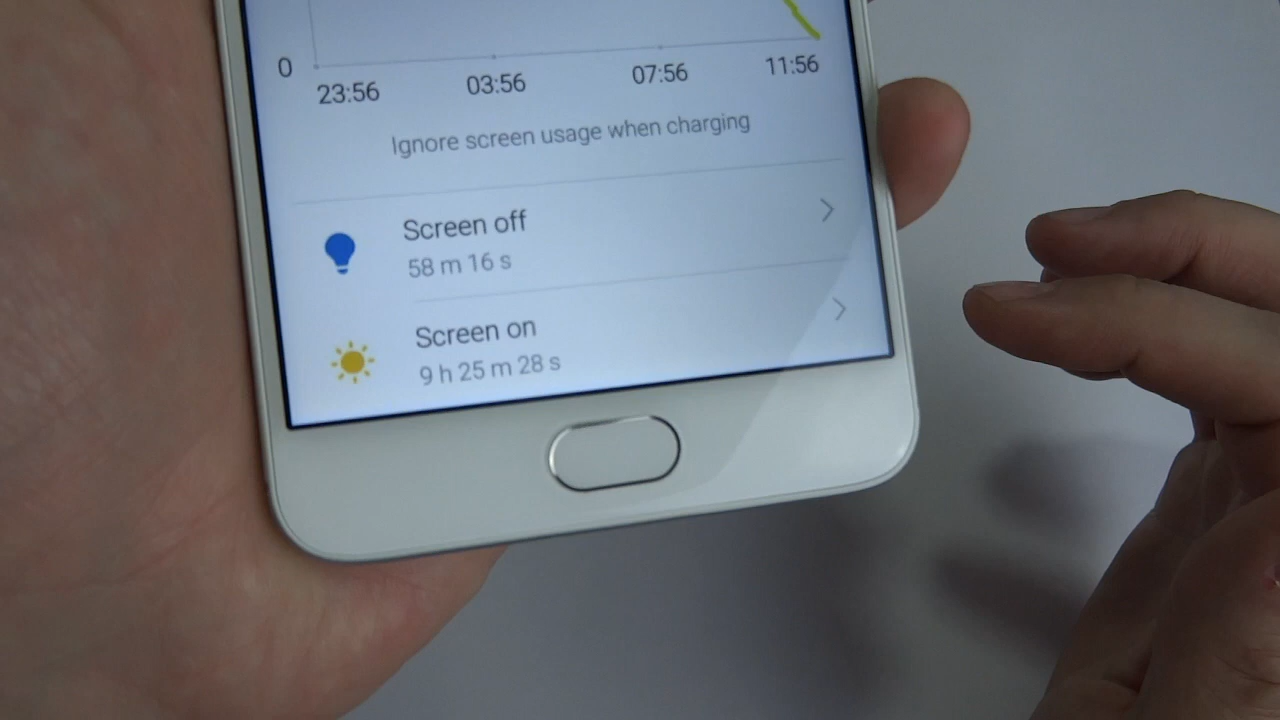 0
23:56 03:56 07:56 11:56
Ignore screen usage when charging
Screen off
58 m 16 s
Screen on
9 h 25 m 28 s